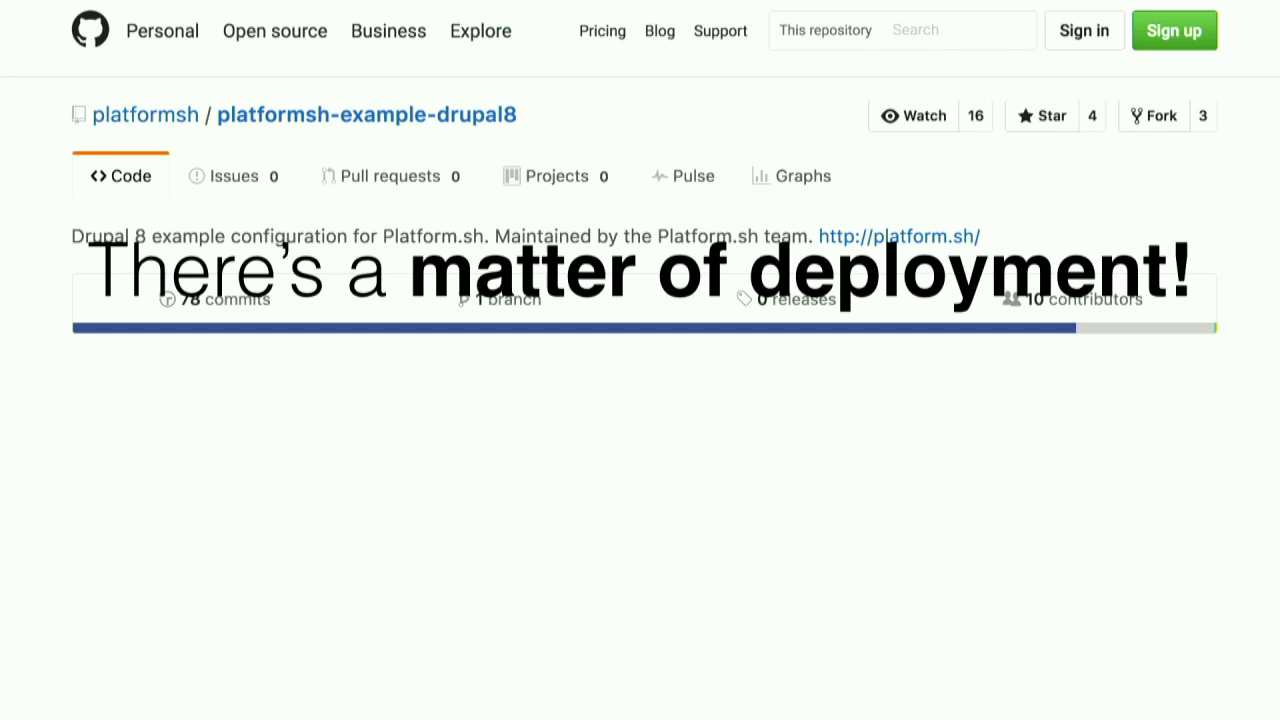 Personal Open source Business Explore Pricing Blog Support This repository Search Sign in Sign up
platformsh / platformsh-example-drupal8 Watch 16 Star 4 Fork 3
Code Issues 0 Pull requests 0 Projects 0 Pulse Graphs
Drupal 8 example configuration for Platform.sh. Maintained by the Platform.sh team. http://platform.sh/
There's a matter of deployment!
78 commits 1 branch 0 releases 10 contributors